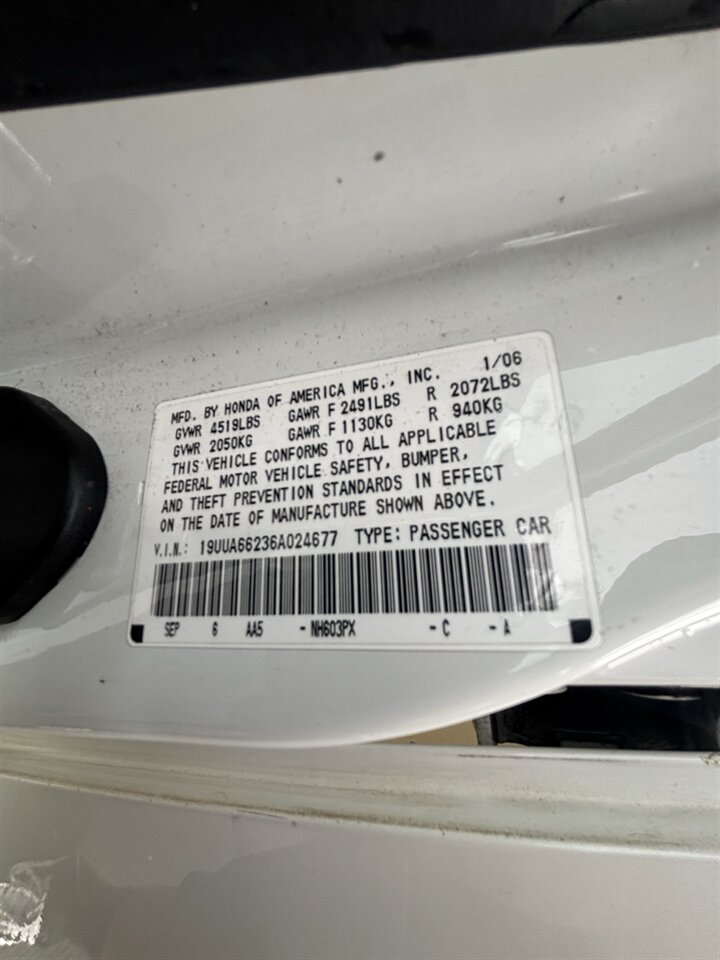 MFD. BY HONDA OF AMERICA MFG., INC. 1/06
GVWR 4519LBS GAWR F 2491LBS R 2072LBS
GVWR 2050KG GAWR F 1130KG R 940KG
THIS VEHICLE CONFORMS TO ALL APPLICABLE
FEDERAL MOTOR VEHICLE SAFETY, BUMPER,
AND THEFT PREVENTION STANDARDS IN EFFECT
ON THE DATE OF MANUFACTURE SHOWN ABOVE.
V.I.N.: 19UUA66236A024677 TYPE: PASSENGER CAR
SEP 6 AA5 - NH603PX - C - A